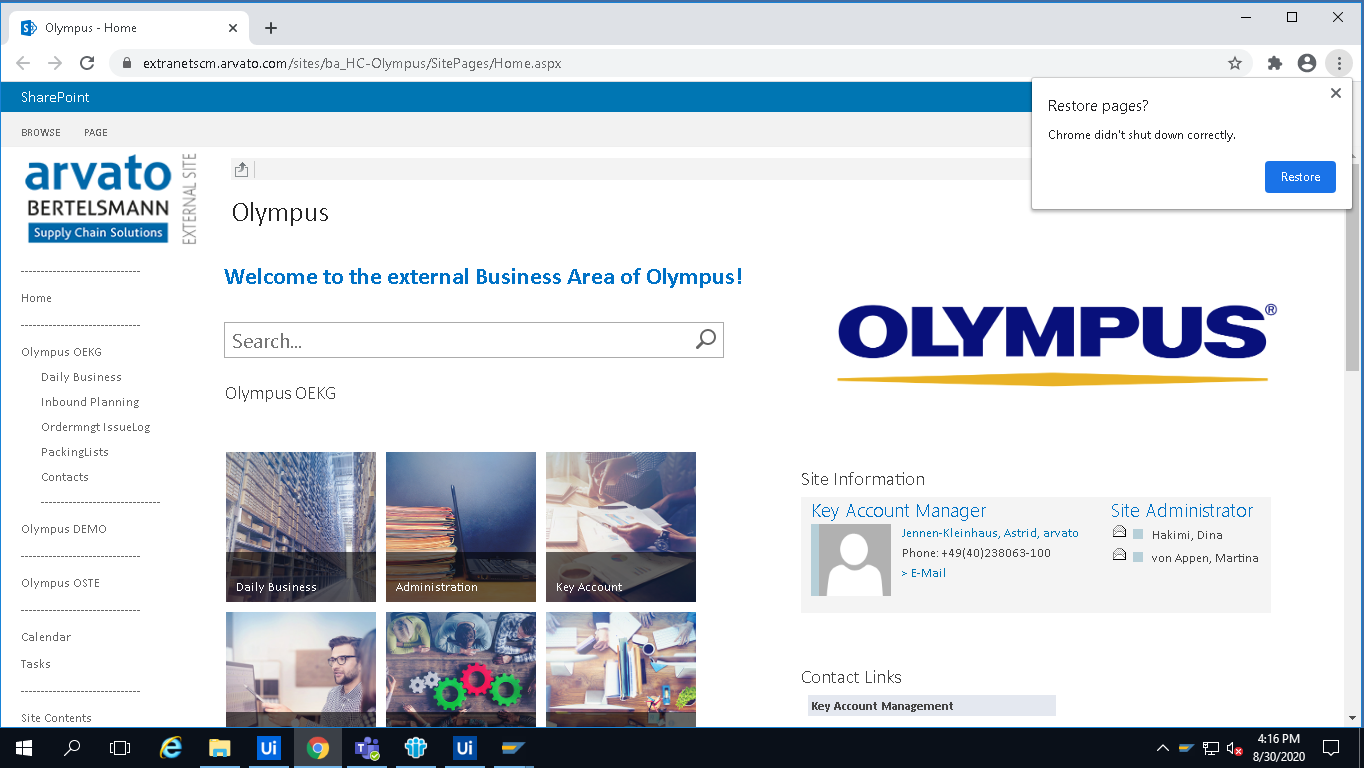 Olympus - Home
extranetscm.arvato.com/sites/ba_HC-Olympus/SitePages/Home.aspx
SharePoint
Restore pages?
Chrome didn't shut down correctly.
Restore
BROWSE PAGE
arvato
BERTELSMANN
Supply Chain Solutions
EXTERNAL SITE
Olympus
Welcome to the external Business Area of Olympus!
Search...
OLYMPUS®
Home
Olympus OEKG
Daily Business
Inbound Planning
Ordermngt IssueLog
PackingLists
Contacts
Olympus DEMO
Olympus OSTE
Calendar
Tasks
Site Contents
Olympus OEKG
Daily Business
Administration
Key Account
Site Information
Key Account Manager
Jennen-Kleinhaus, Astrid, arvato
Phone: +49(40)238063-100
> E-Mail
Site Administrator
Hakimi, Dina
von Appen, Martina
Contact Links
Key Account Management
Ui
Ui
4:16 PM
8/30/2020